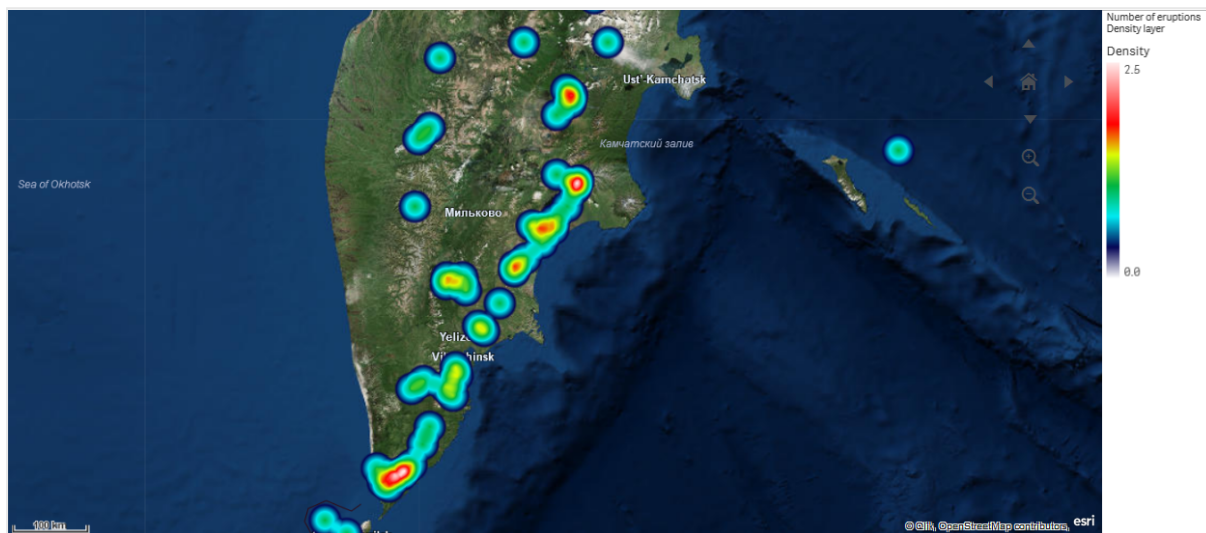 Number of eruptions
Density layer
Density
2.5
0.0
Ust'-Kamchatsk
Камчатский залив
Sea of Okhotsk
Мильково
100 km
© Qlik, OpenStreetMap contributors, esri